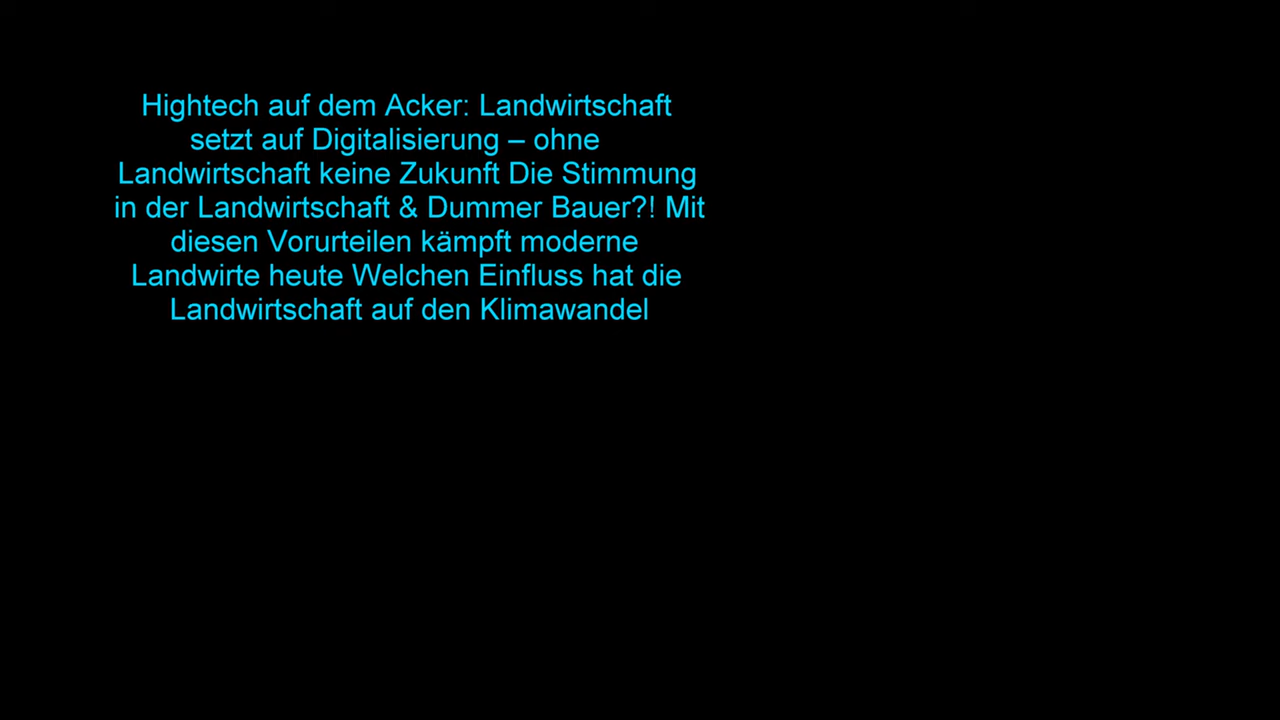 Hightech auf dem Acker: Landwirtschaft
setzt auf Digitalisierung – ohne
Landwirtschaft keine Zukunft Die Stimmung
in der Landwirtschaft & Dummer Bauer?! Mit
diesen Vorurteilen kämpft moderne
Landwirte heute Welchen Einfluss hat die
Landwirtschaft auf den Klimawandel